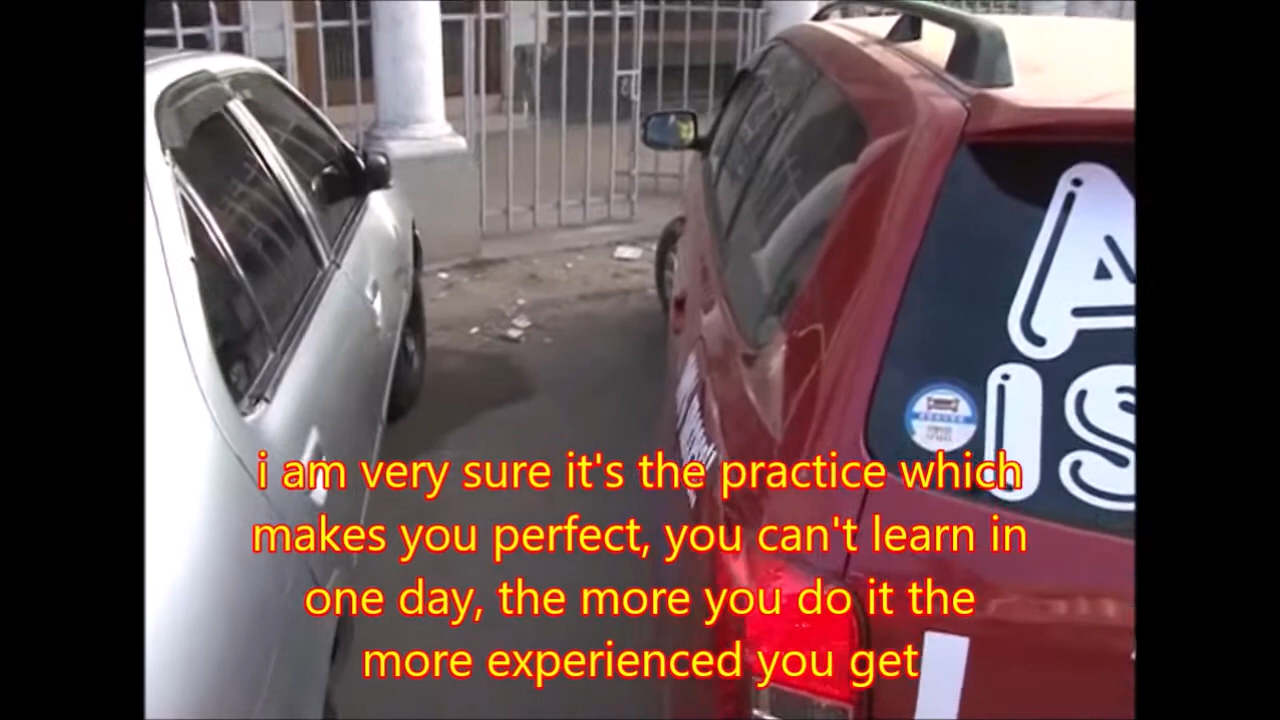 A
is
i am very sure it's the practice which
makes you perfect, you can't learn in
one day, the more you do it the
more experienced you get